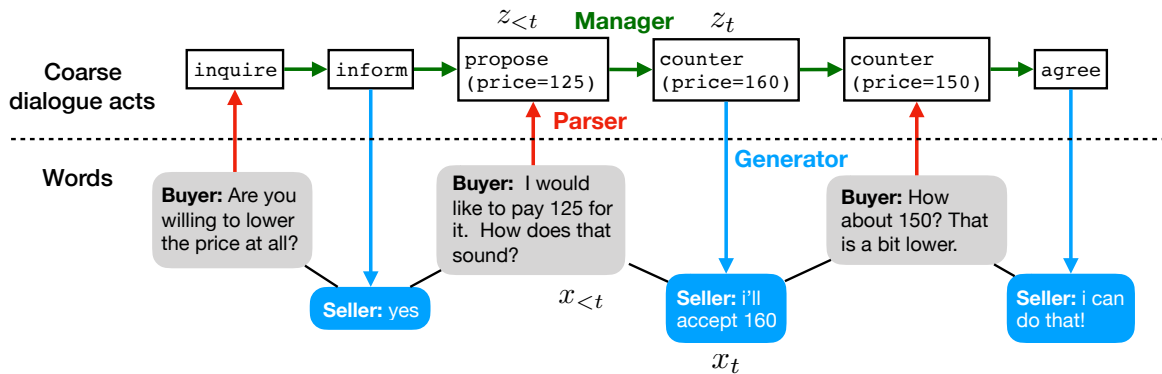 z<t
Manager
z_t
Coarse
dialogue acts
inquire
inform
propose
(price=125)
counter
(price=160)
counter
(price=150)
agree
Parser
Generator
Words
Buyer: Are you
willing to lower
the price at all?
Seller: yes
Buyer: I would
like to pay 125 for
it. How does that
sound?
x<t
Seller: i'll
accept 160
x_t
Buyer: How
about 150? That
is a bit lower.
Seller: i can
do that!